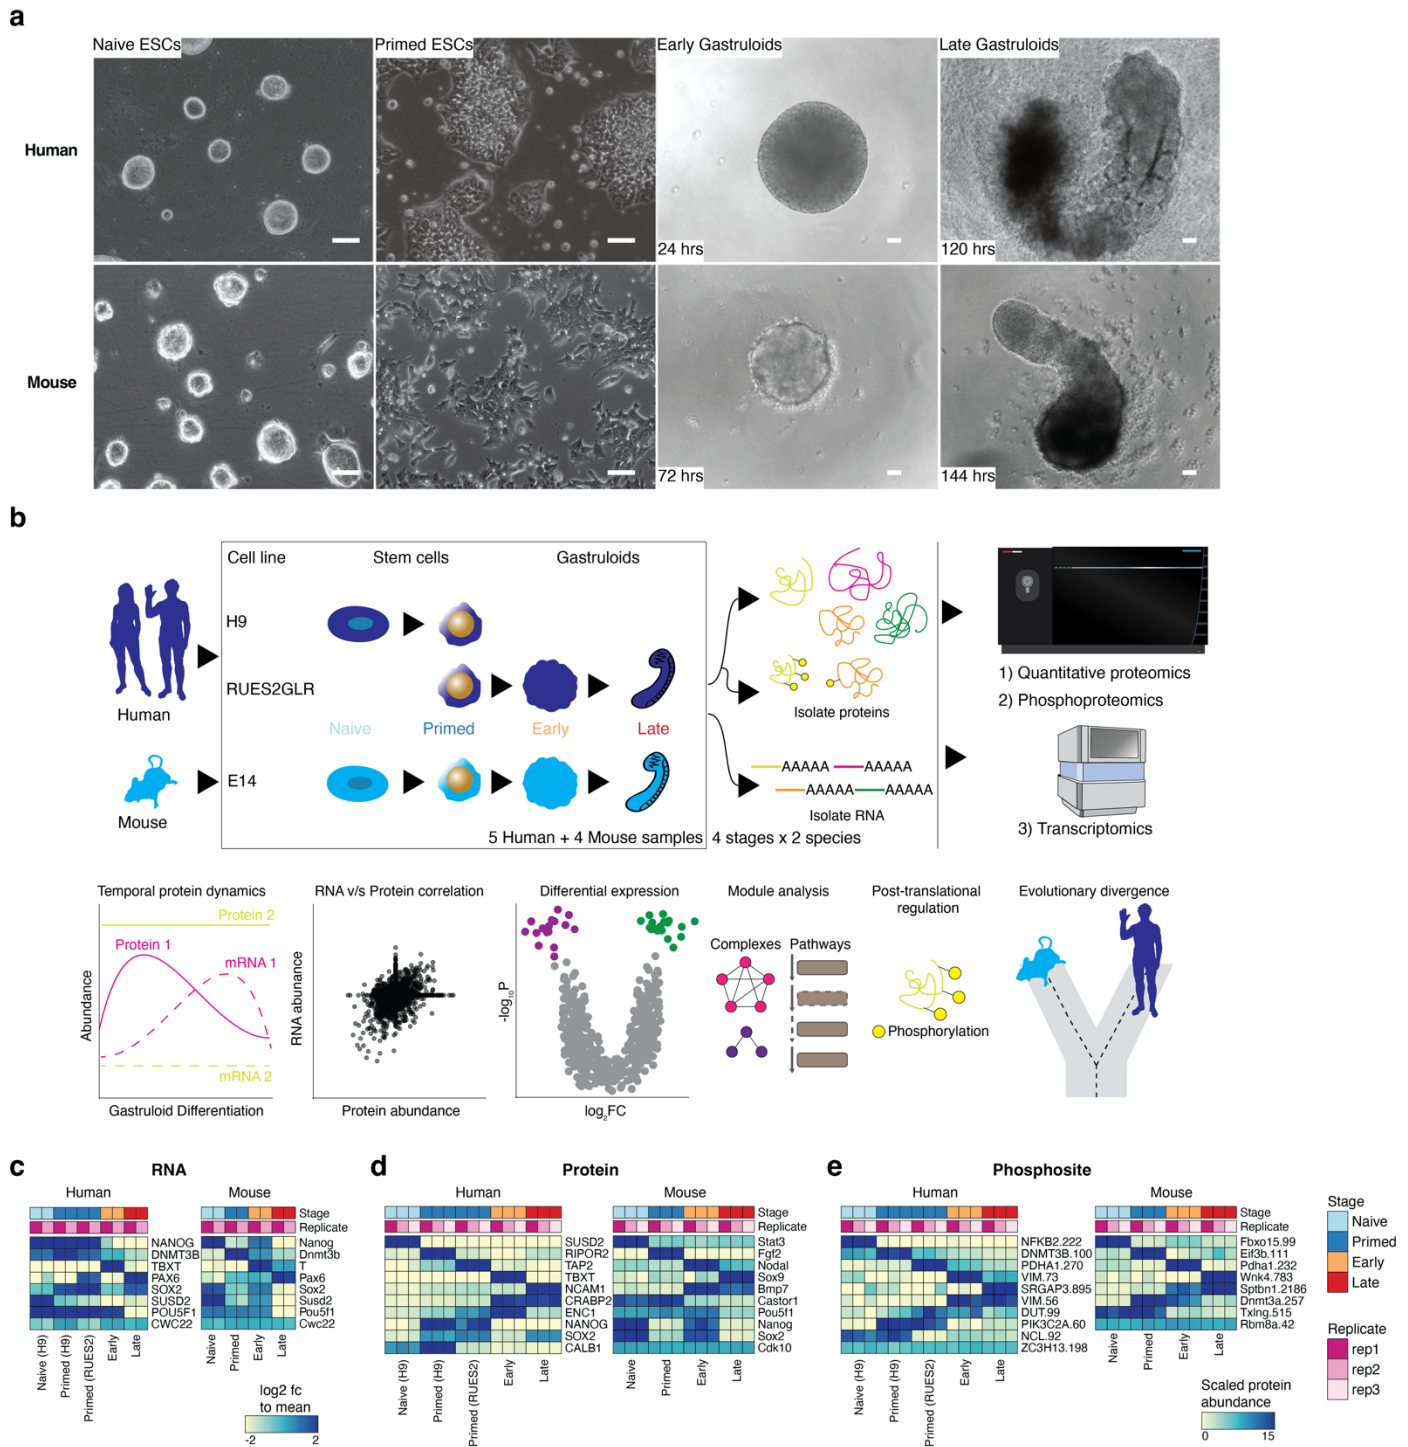 a
Naive ESCs
Primed ESCs
Early Gastruloids
Late Gastruloids
Human
24 hrs
120 hrs
Mouse
72 hrs
144 hrs
b
Cell line
Stem cells
Gastruloids
H9
RUES2GLR
Human
Naive
Primed
Early
Late
E14
Mouse
5 Human + 4 Mouse samples
4 stages x 2 species
Isolate proteins
AAAAA
AAAAA
AAAAA
AAAAA
Isolate RNA
1) Quantitative proteomics
2) Phosphoproteomics
3) Transcriptomics
Temporal protein dynamics
Protein 2
Protein 1
mRNA 1
mRNA 2
Abundance
Gastruloid Differentiation
RNA v/s Protein correlation
RNA abunance
Protein abundance
Differential expression
-log10P
log2FC
Module analysis
Complexes
Pathways
Post-translational
regulation
Phosphorylation
Evolutionary divergence
c
RNA
Human
Mouse
Stage
Replicate
NANOG
DNMT3B
TBXT
PAX6
SOX2
SUSD2
POU5F1
CWC22
Nanog
Dnmt3b
T
Pax6
Sox2
Susd2
Pou5f1
Cwc22
Naive (H9)
Primed (H9)
Primed (RUES2)
Early
Late
Naive
Primed
Early
Late
log2 fc
to mean
-2
2
d
Protein
Human
Mouse
Stage
Replicate
SUSD2
RIPOR2
TAP2
TBXT
NCAM1
CRABP2
ENC1
NANOG
SOX2
CALB1
Stat3
Fgf2
Nodal
Sox9
Bmp7
Castor1
Pou5f1
Nanog
Sox2
Cdk10
Naive (H9)
Primed (H9)
Primed (RUES2)
Early
Late
Naive
Primed
Early
Late
e
Phosphosite
Human
Mouse
Stage
Replicate
NFKB2.222
DNMT3B.100
PDHA1.270
VIM.73
SRGAP3.895
VIM.56
DUT.99
PIK3C2A.60
NCL.92
ZC3H13.198
Fbxo15.99
Eif3b.111
Pdha1.232
Wnk4.783
Sptbn1.2186
Dnmt3a.257
Txlng.515
Rbm8a.42
Naive (H9)
Primed (H9)
Primed (RUES2)
Early
Late
Naive
Primed
Early
Late
Scaled protein
abundance
0
15
Stage
Naive
Primed
Early
Late
Replicate
rep1
rep2
rep3